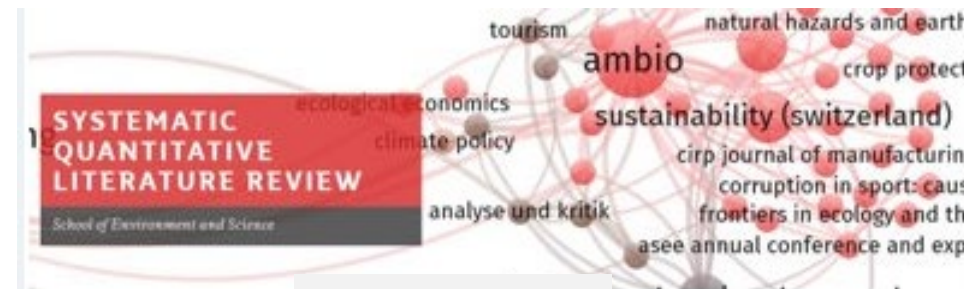 tourism
natural hazards and earth
ambio
crop protect
ecological economics
sustainability (switzerland)
SYSTEMATIC
QUANTITATIVE
LITERATURE REVIEW
climate policy
cirp journal of manufacturin
corruption in sport: caus
analyse und kritik
frontiers in ecology and th
School of Environment and Science
asee annual conference and exp